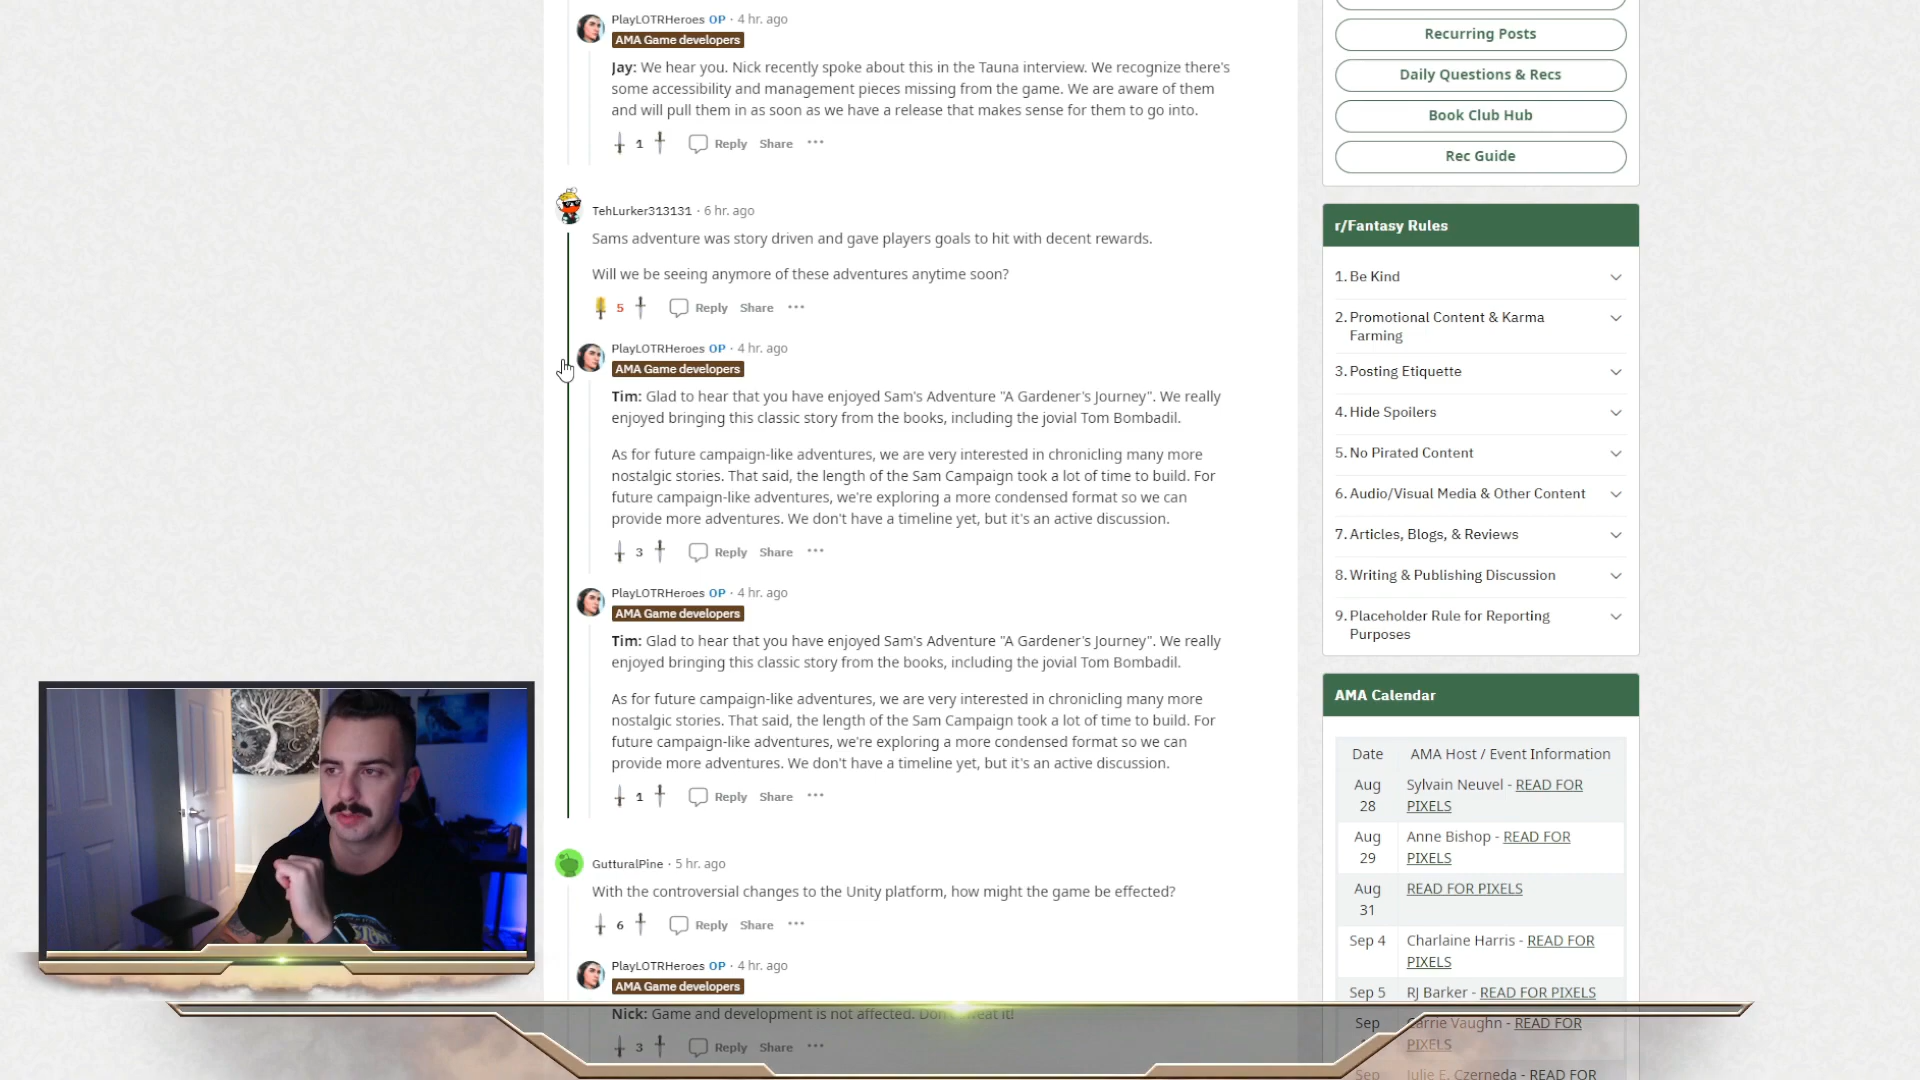 PlayLOTRHeroes OP · 4 hr. ago
AMA Game developers
Jay: We hear you. Nick recently spoke about this in the Tauna interview. We recognize there's
some accessibility and management pieces missing from the game. We are aware of them
and will pull them in as soon as we have a release that makes sense for them to go into.
1 Reply Share ···
TehLurker313131 · 6 hr. ago
Sams adventure was story driven and gave players goals to hit with decent rewards.
Will we be seeing anymore of these adventures anytime soon?
5 Reply Share ···
PlayLOTRHeroes OP · 4 hr. ago
AMA Game developers
Tim: Glad to hear that you have enjoyed Sam's Adventure "A Gardener's Journey". We really
enjoyed bringing this classic story from the books, including the jovial Tom Bombadil.
As for future campaign-like adventures, we are very interested in chronicling many more
nostalgic stories. That said, the length of the Sam Campaign took a lot of time to build. For
future campaign-like adventures, we're exploring a more condensed format so we can
provide more adventures. We don't have a timeline yet, but it's an active discussion.
3 Reply Share ···
PlayLOTRHeroes OP · 4 hr. ago
AMA Game developers
Tim: Glad to hear that you have enjoyed Sam's Adventure "A Gardener's Journey". We really
enjoyed bringing this classic story from the books, including the jovial Tom Bombadil.
As for future campaign-like adventures, we are very interested in chronicling many more
nostalgic stories. That said, the length of the Sam Campaign took a lot of time to build. For
future campaign-like adventures, we're exploring a more condensed format so we can
provide more adventures. We don't have a timeline yet, but it's an active discussion.
1 Reply Share ···
GutturalPine · 5 hr. ago
With the controversial changes to the Unity platform, how might the game be effected?
6 Reply Share ···
PlayLOTRHeroes OP · 4 hr. ago
AMA Game developers
Nick: Game and development is not affected.
3 Reply Share ···
Recurring Posts
Daily Questions & Recs
Book Club Hub
Rec Guide
r/Fantasy Rules
1. Be Kind
2. Promotional Content & Karma
Farming
3. Posting Etiquette
4. Hide Spoilers
5. No Pirated Content
6. Audio/Visual Media & Other Content
7. Articles, Blogs, & Reviews
8. Writing & Publishing Discussion
9. Placeholder Rule for Reporting
Purposes
AMA Calendar
Date AMA Host / Event Information
Aug 28 Sylvain Neuvel - READ FOR PIXELS
Aug 29 Anne Bishop - READ FOR PIXELS
Aug 31 READ FOR PIXELS
Sep 4 Charlaine Harris - READ FOR PIXELS
Sep 5 RJ Barker - READ FOR PIXELS
Sep Carrie Vaughn - READ FOR PIXELS
Sep Julie E. Czerneda - READ FOR